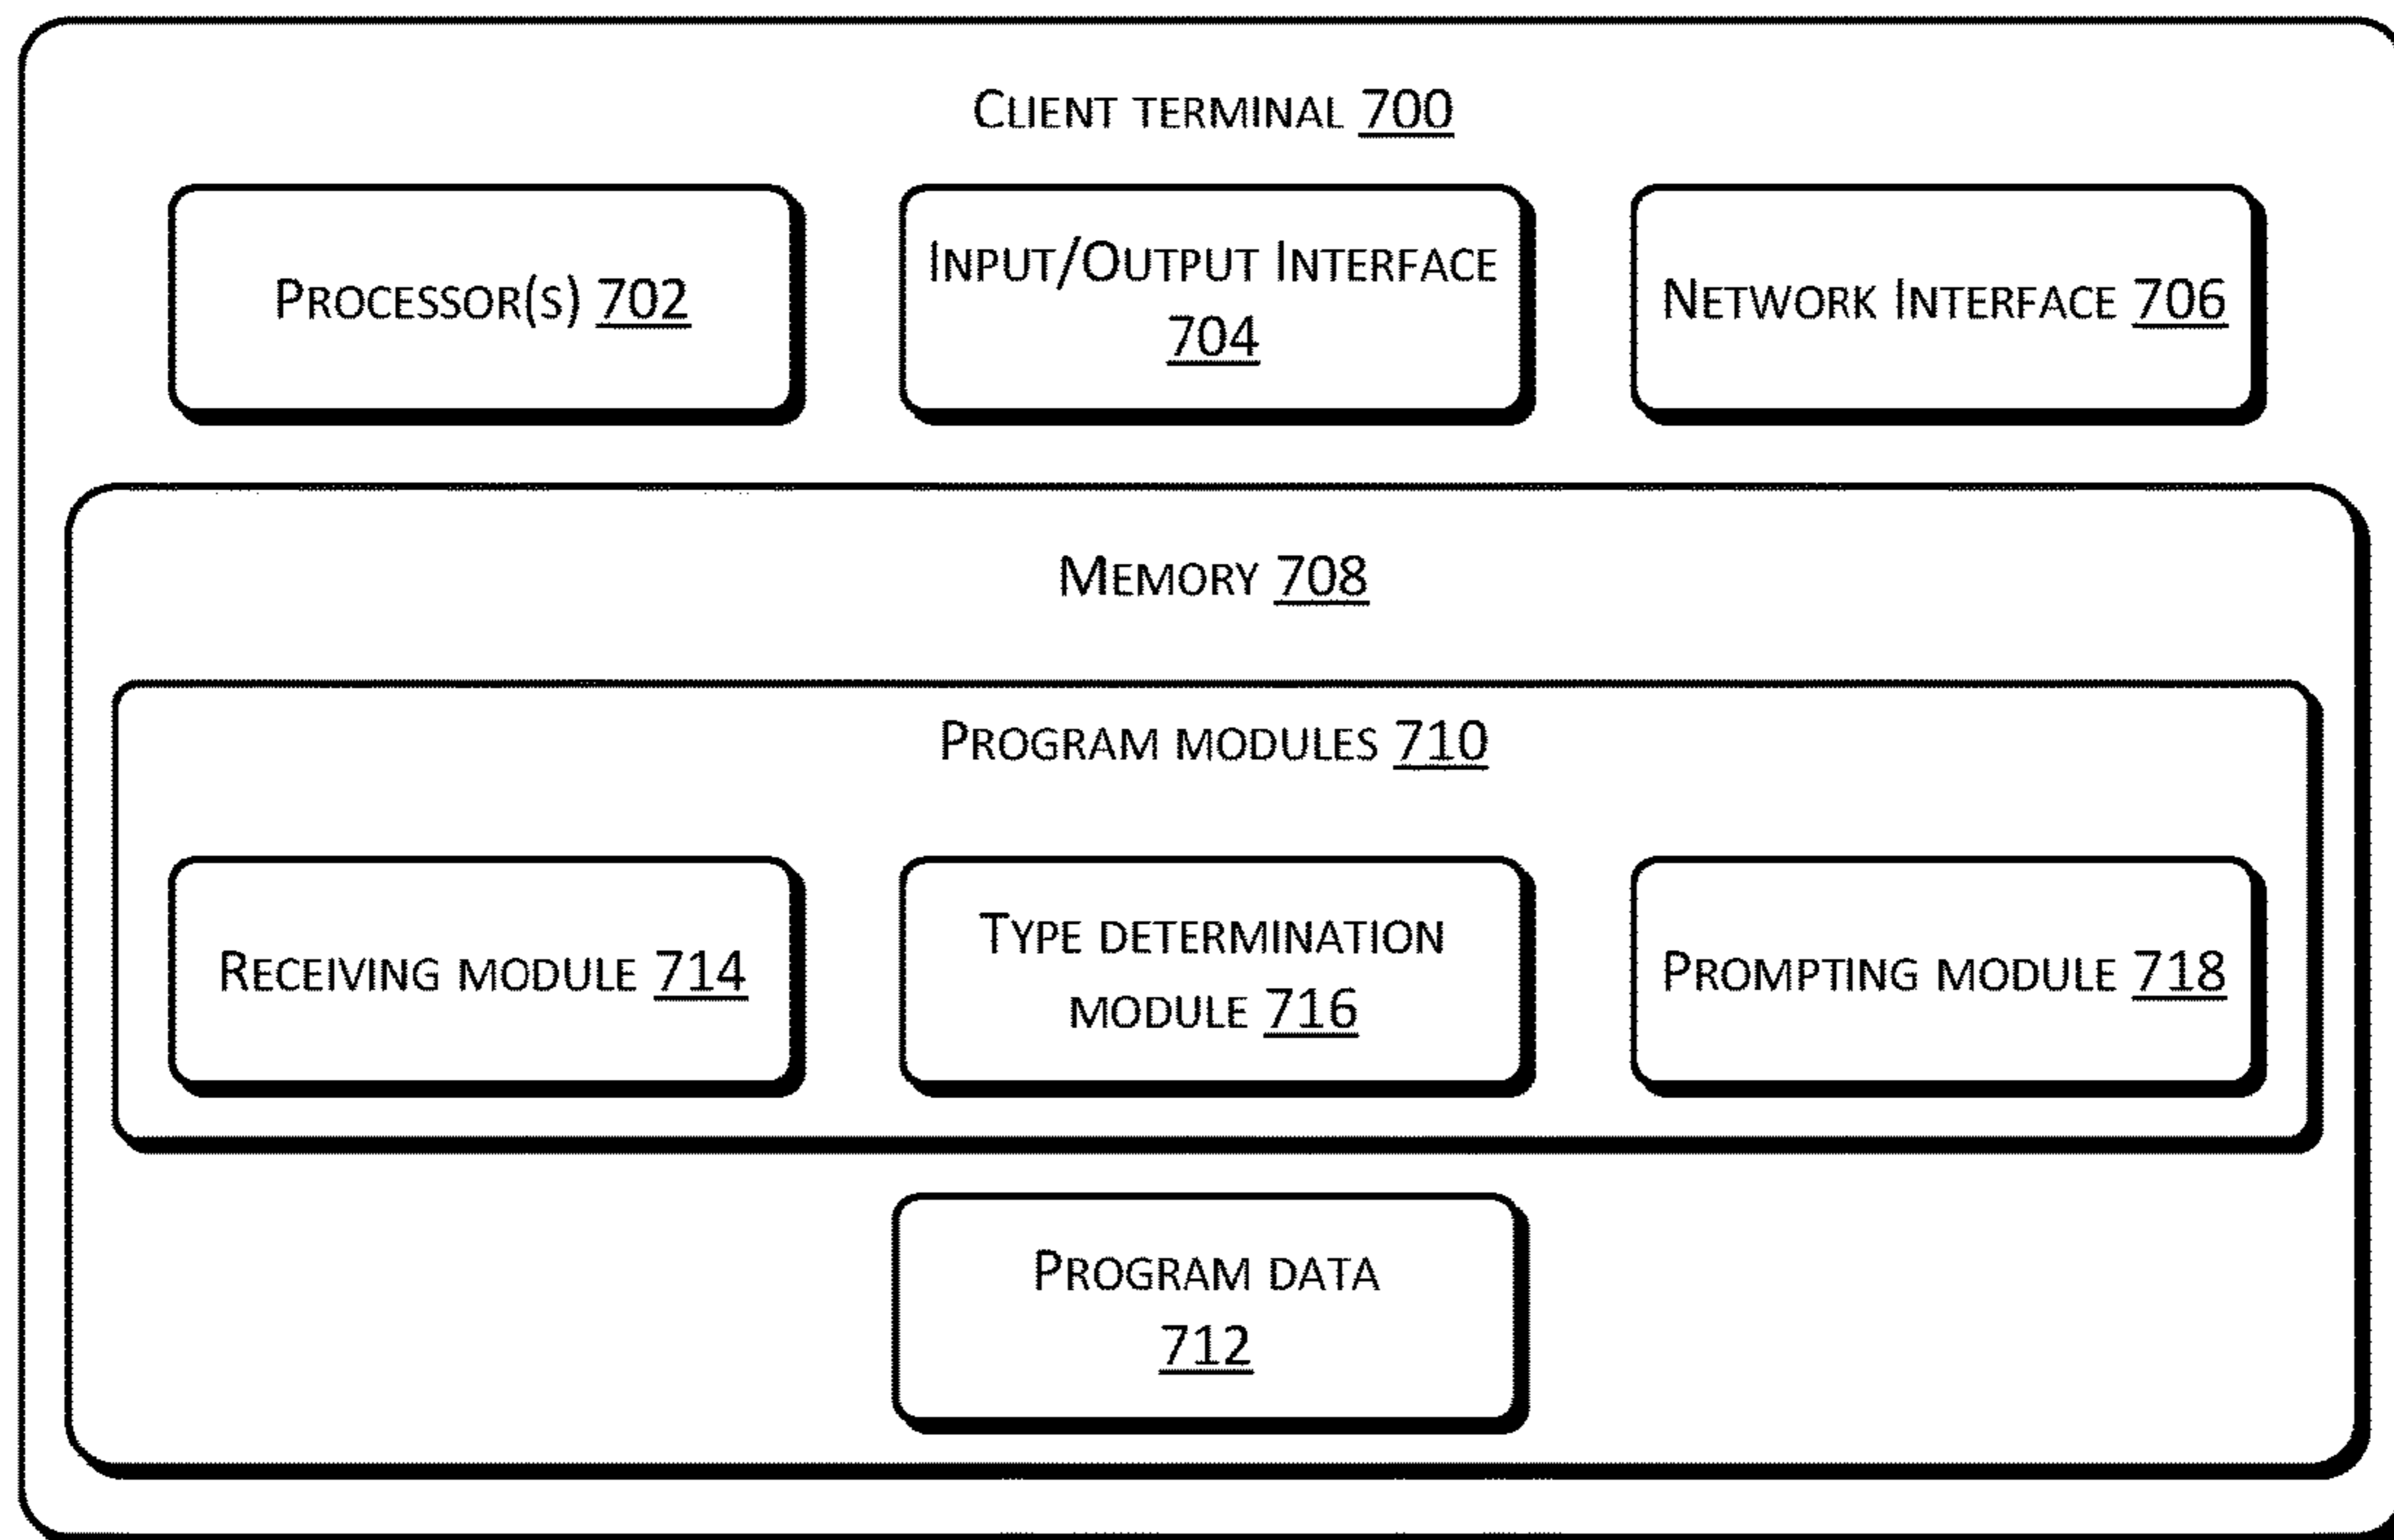 CLIENT TERMINAL 700
PROCESSOR(S) 702
INPUT/OUTPUT INTERFACE
704
NETWORK INTERFACE 706
MEMORY 708
PROGRAM MODULES 710
RECEIVING MODULE 714
TYPE DETERMINATION
MODULE 716
PROMPTING MODULE 718
PROGRAM DATA
712